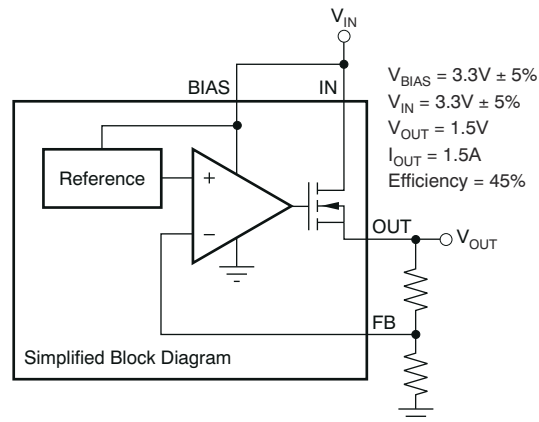 V_IN
BIAS
IN
V_BIAS = 3.3V ± 5%
V_IN = 3.3V ± 5%
V_OUT = 1.5V
I_OUT = 1.5A
Efficiency = 45%
Reference
+
−
OUT
V_OUT
FB
Simplified Block Diagram